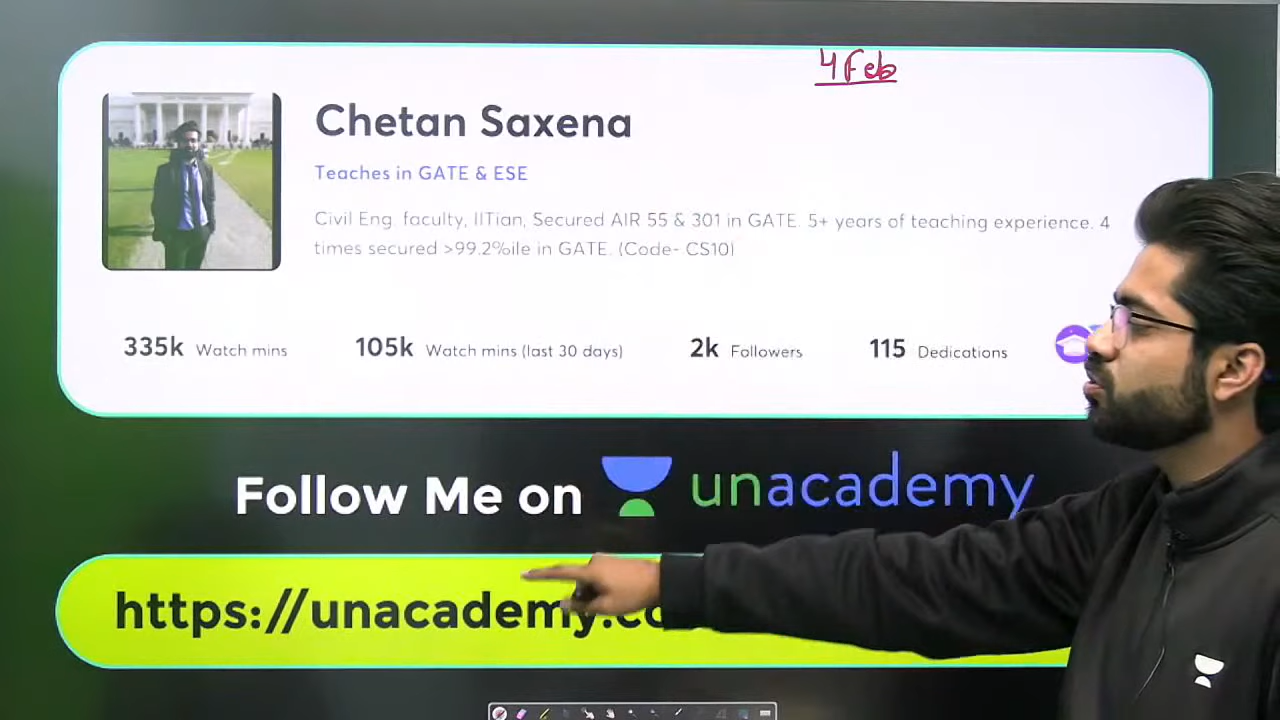 4 Feb
Chetan Saxena
Teaches in GATE & ESE
Civil Eng. faculty, IITian, Secured AIR 55 & 301 in GATE. 5+ years of teaching experience. 4
times secured >99.2%ile in GATE. (Code- CS10)
335k Watch mins 105k Watch mins (last 30 days) 2k Followers 115 Dedications
Follow Me on unacademy
https://unacademy.co